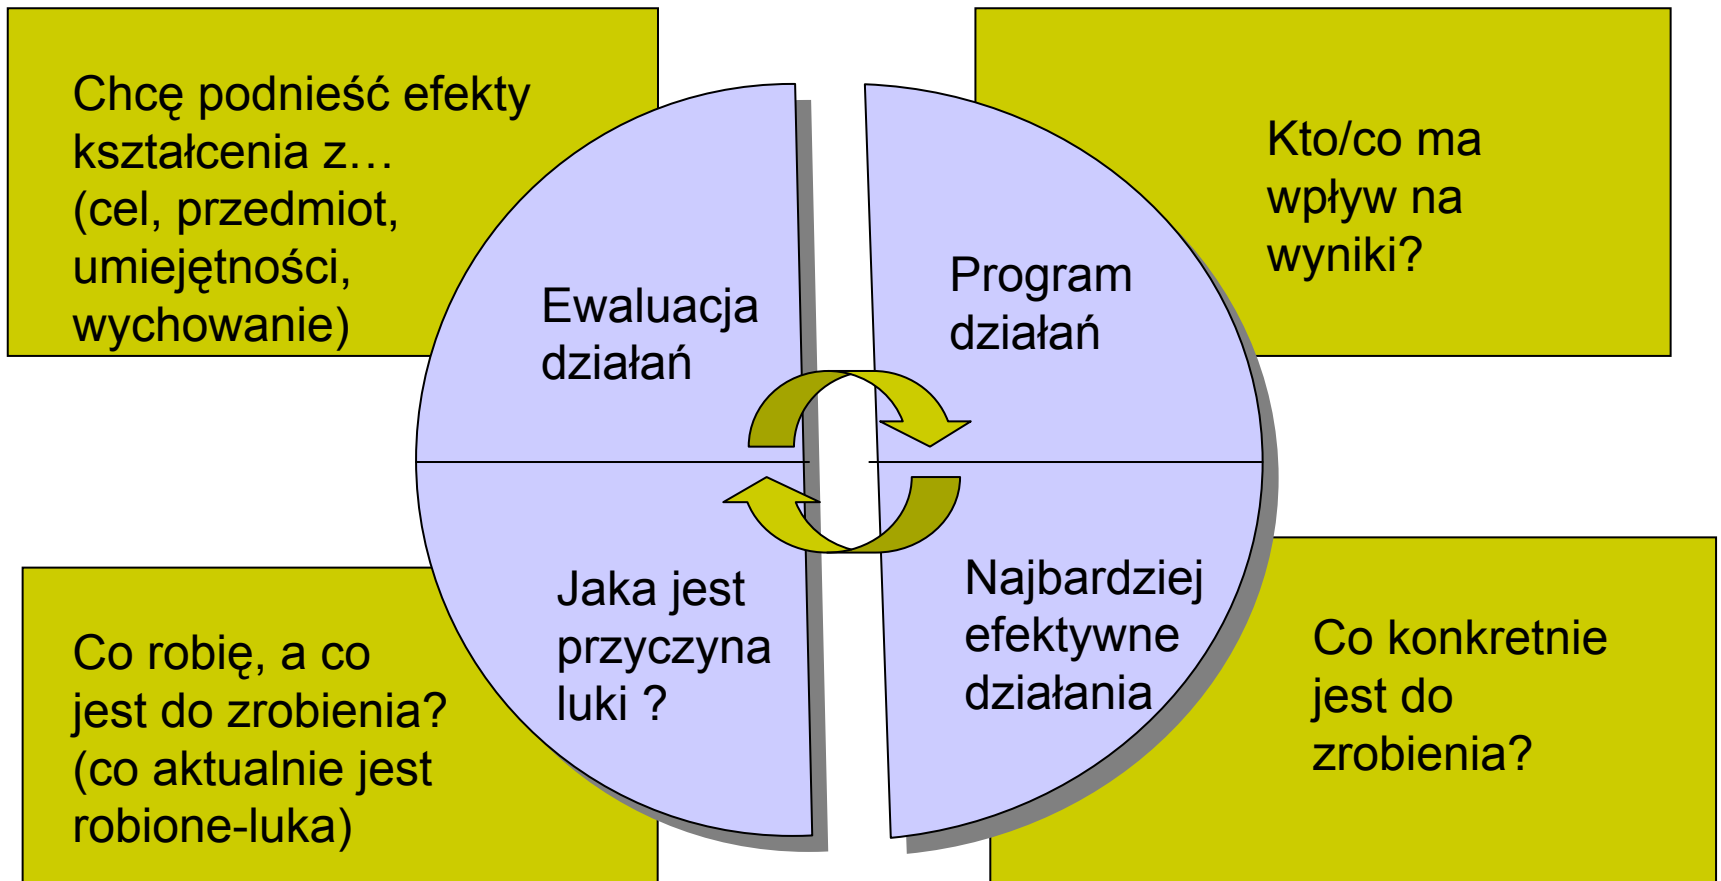 Chcę podnieść efekty
kształcenia z…
(cel, przedmiot,
umiejętności,
wychowanie)
Kto/co ma
wpływ na
wyniki?
Ewaluacja
działań
Program
działań
Jaka jest
przyczyna
luki ?
Najbardziej
efektywne
działania
Co robię, a co
jest do zrobienia?
(co aktualnie jest
robione-luka)
Co konkretnie
jest do
zrobienia?